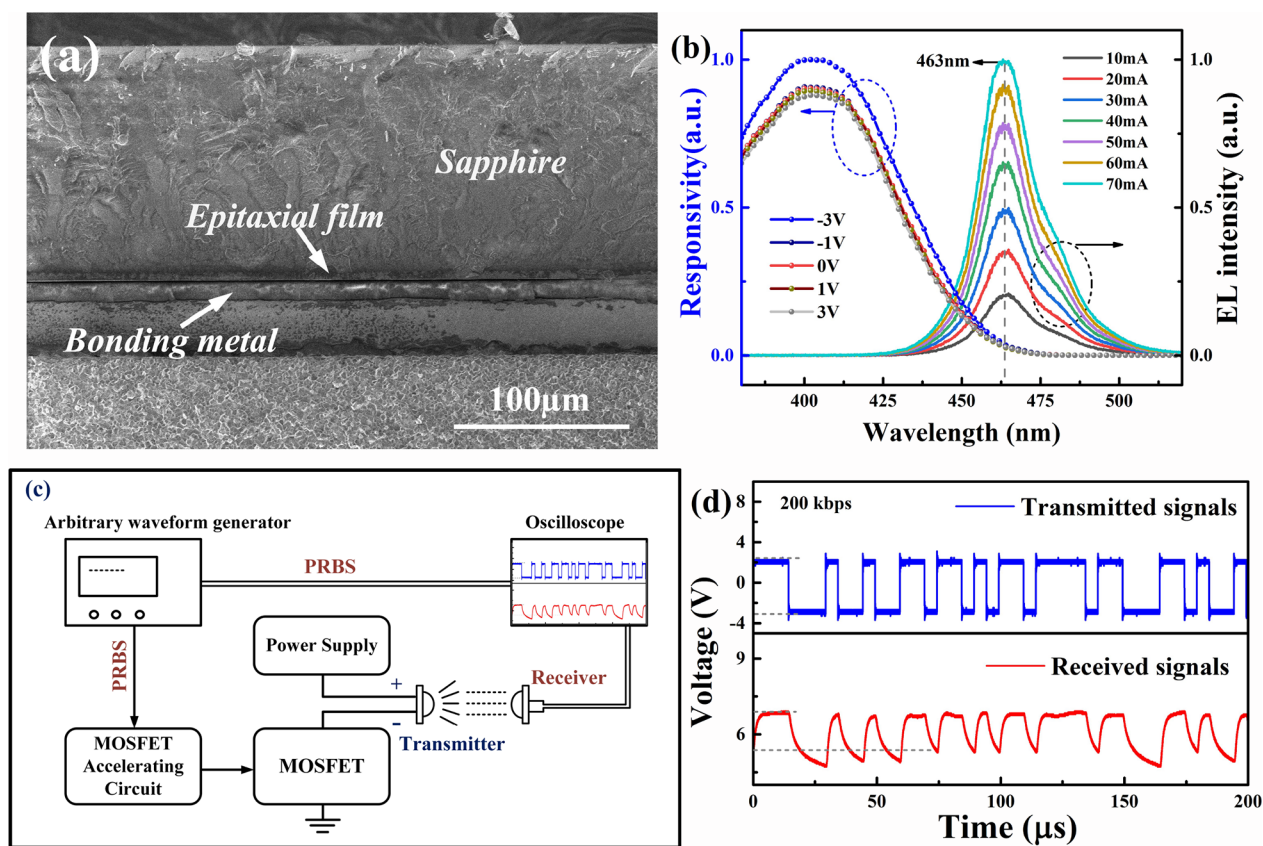 (a)
Sapphire
Epitaxial film
Bonding metal
100μm
(b)
Responsivity(a.u.)
1.0
0.5
0.0
463nm
-3V
-1V
0V
1V
3V
10mA
20mA
30mA
40mA
50mA
60mA
70mA
1.0
0.5
0.0
EL intensity (a.u.)
400 425 450 475 500
Wavelength (nm)
(c)
Arbitrary waveform generator
Oscilloscope
PRBS
PRBS
Power Supply
+
-
Receiver
Transmitter
MOSFET
Accelerating
Circuit
MOSFET
(d)
200 kbps
Transmitted signals
Voltage (V)
4
0
-4
Received signals
9
6
0 50 100 150 200
Time (μs)